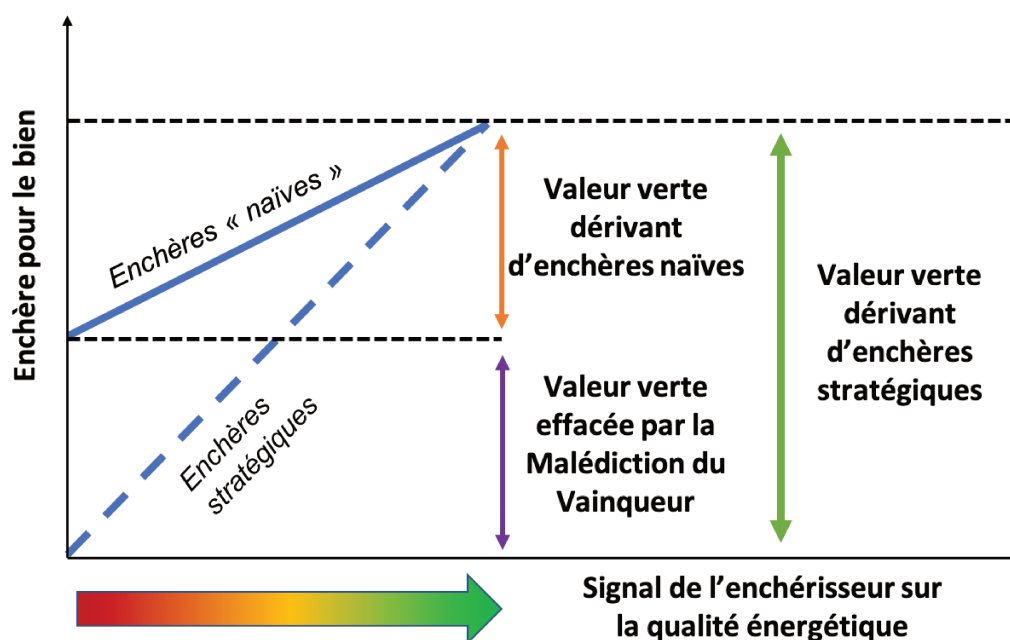 Enchère pour le bien
Enchères « naïves »
Enchères
stratégiques
Valeur verte
dérivant
d’enchères naïves
Valeur verte
effacée par la
Malédiction du
Vainqueur
Valeur verte
dérivant
d’enchères
stratégiques
Signal de l’enchérisseur sur
la qualité énergétique